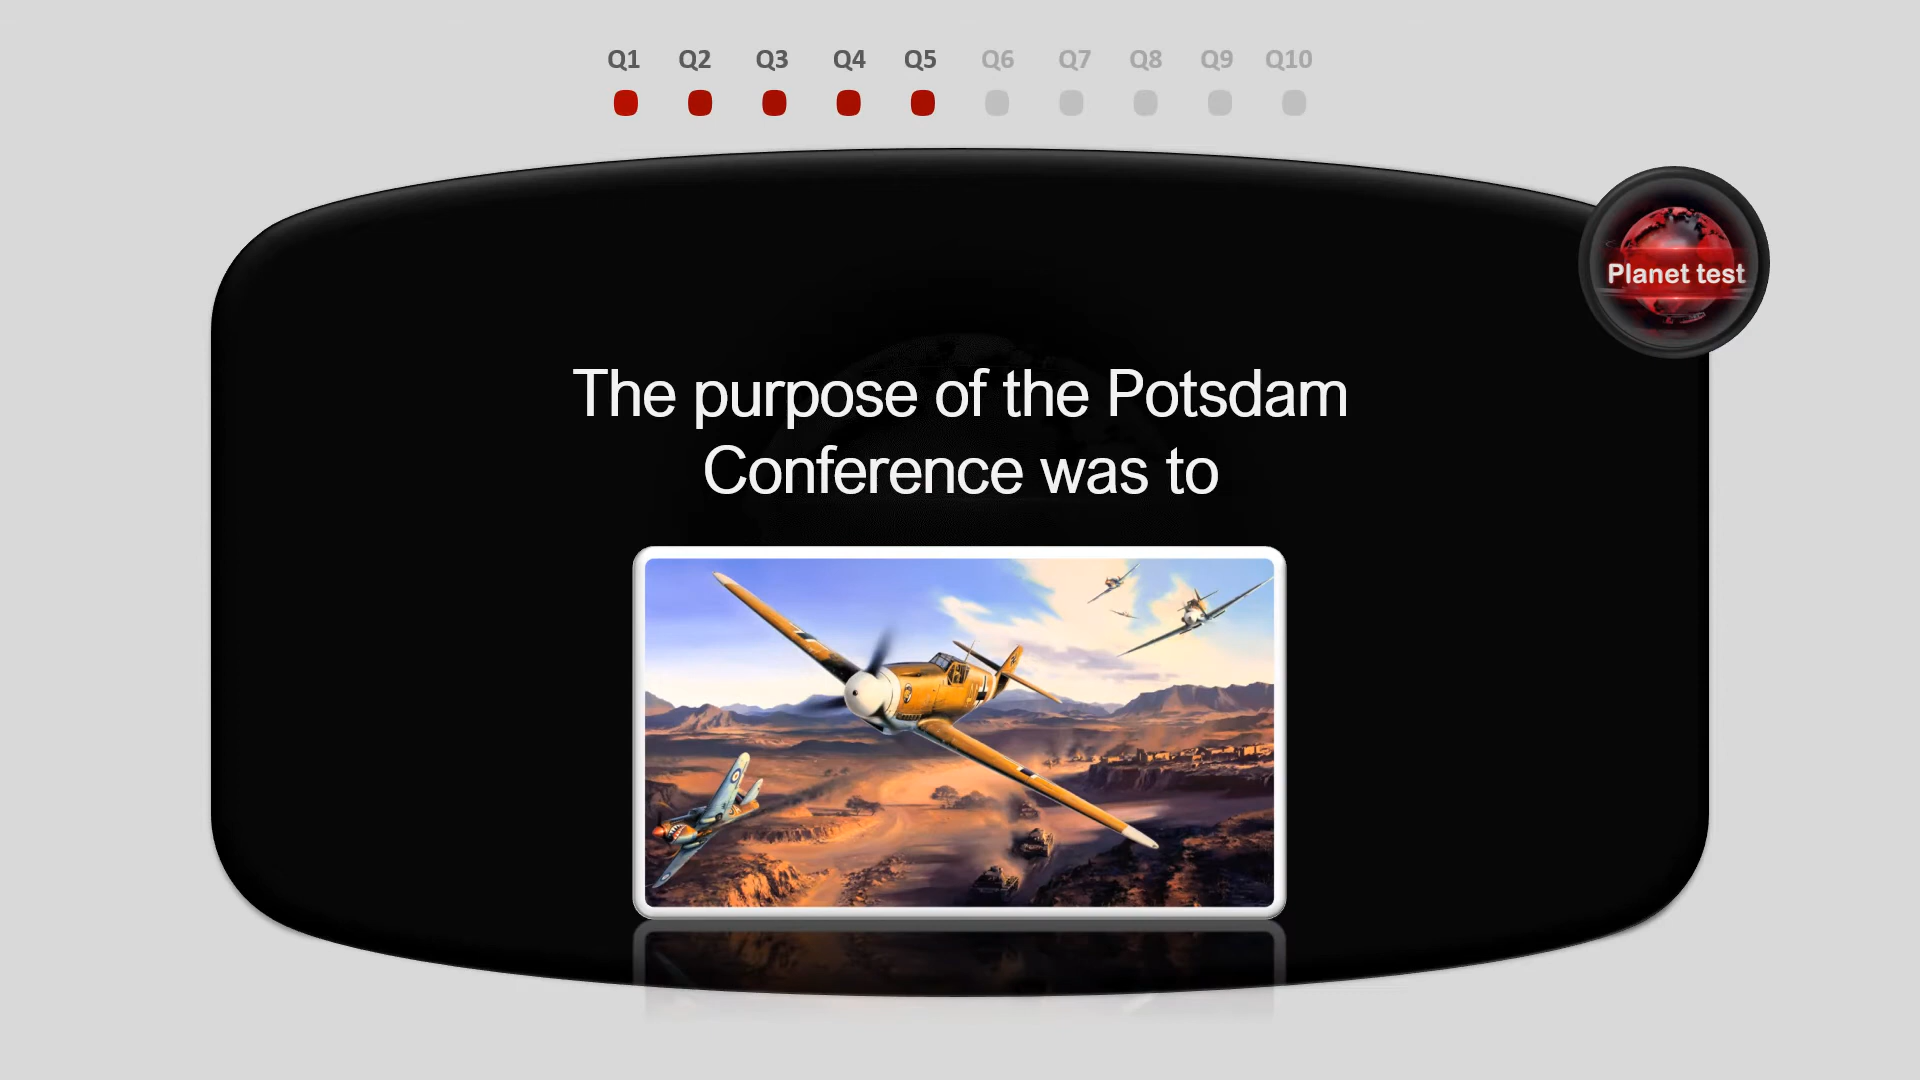 Q1 Q2 Q3 Q4 Q5 Q6 Q7 Q8 Q9 Q10
Planet test
The purpose of the Potsdam
Conference was to